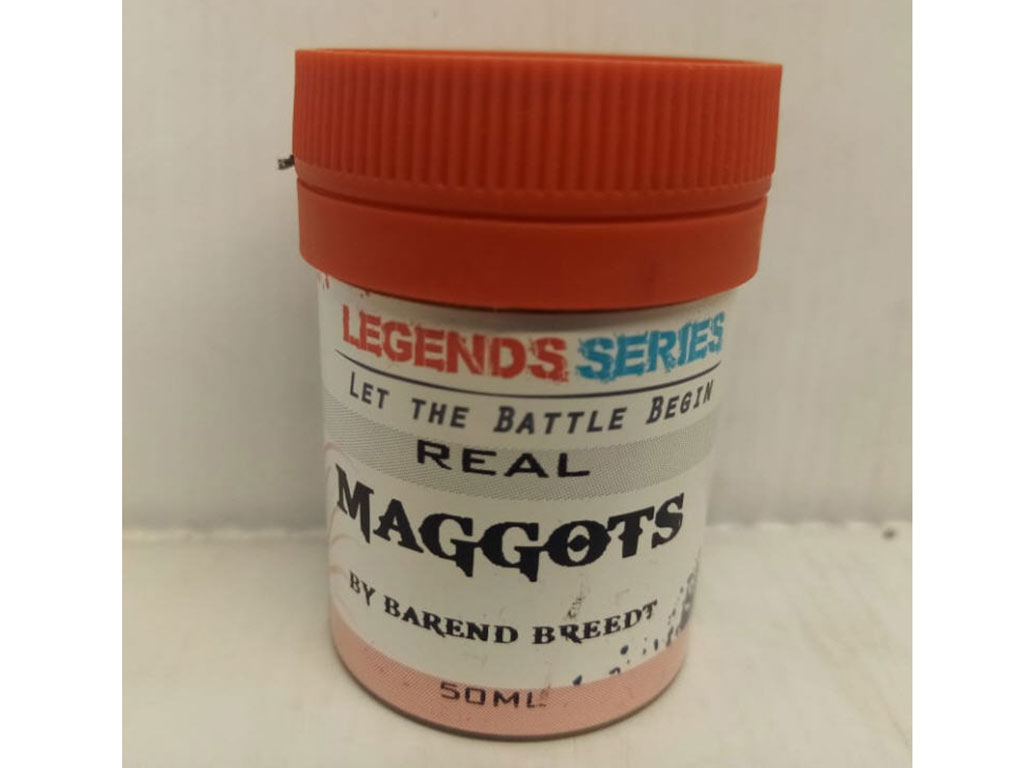 LEGENDS SERIES
LET THE BATTLE BEGIN
REAL
MAGGOTS
BY BAREND BREEDT
50ML